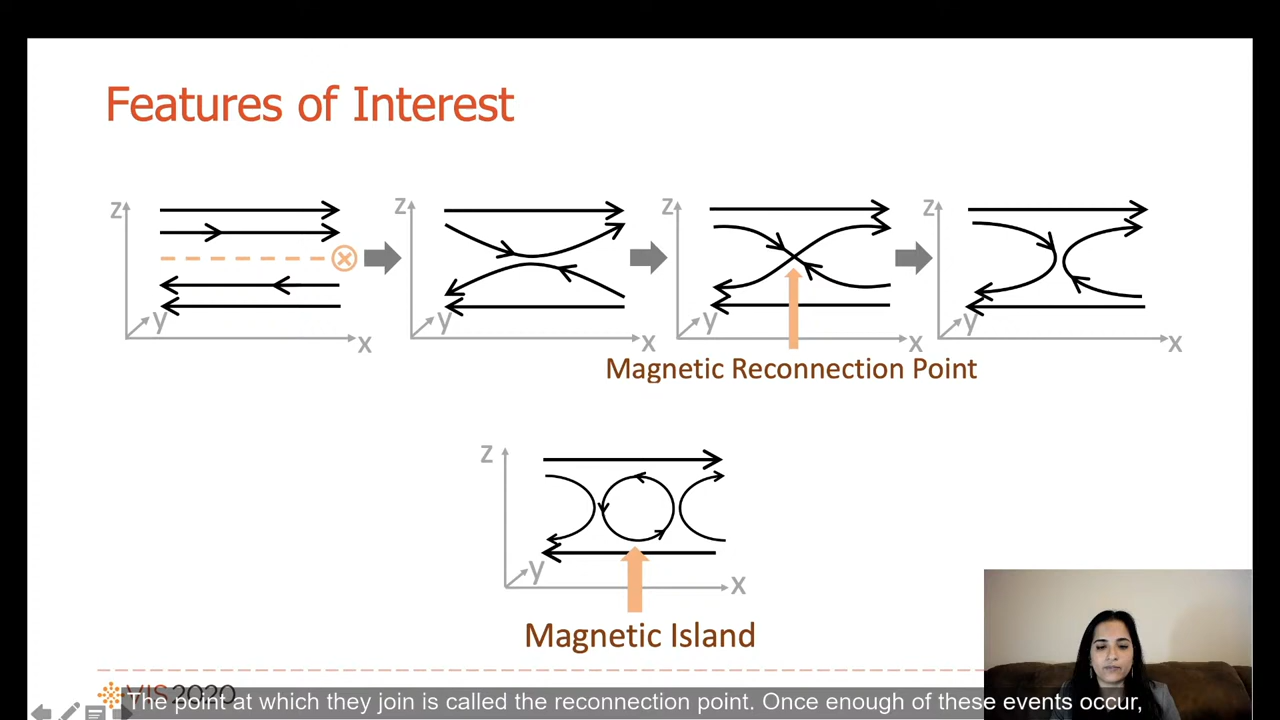 Features of Interest
Z
Y
X
Z
Y
X
Z
Y
X
Z
Y
X
Magnetic Reconnection Point
Z
Y
X
Magnetic Island
VIS2020
The point at which they join is called the reconnection point. Once enough of these events occur,